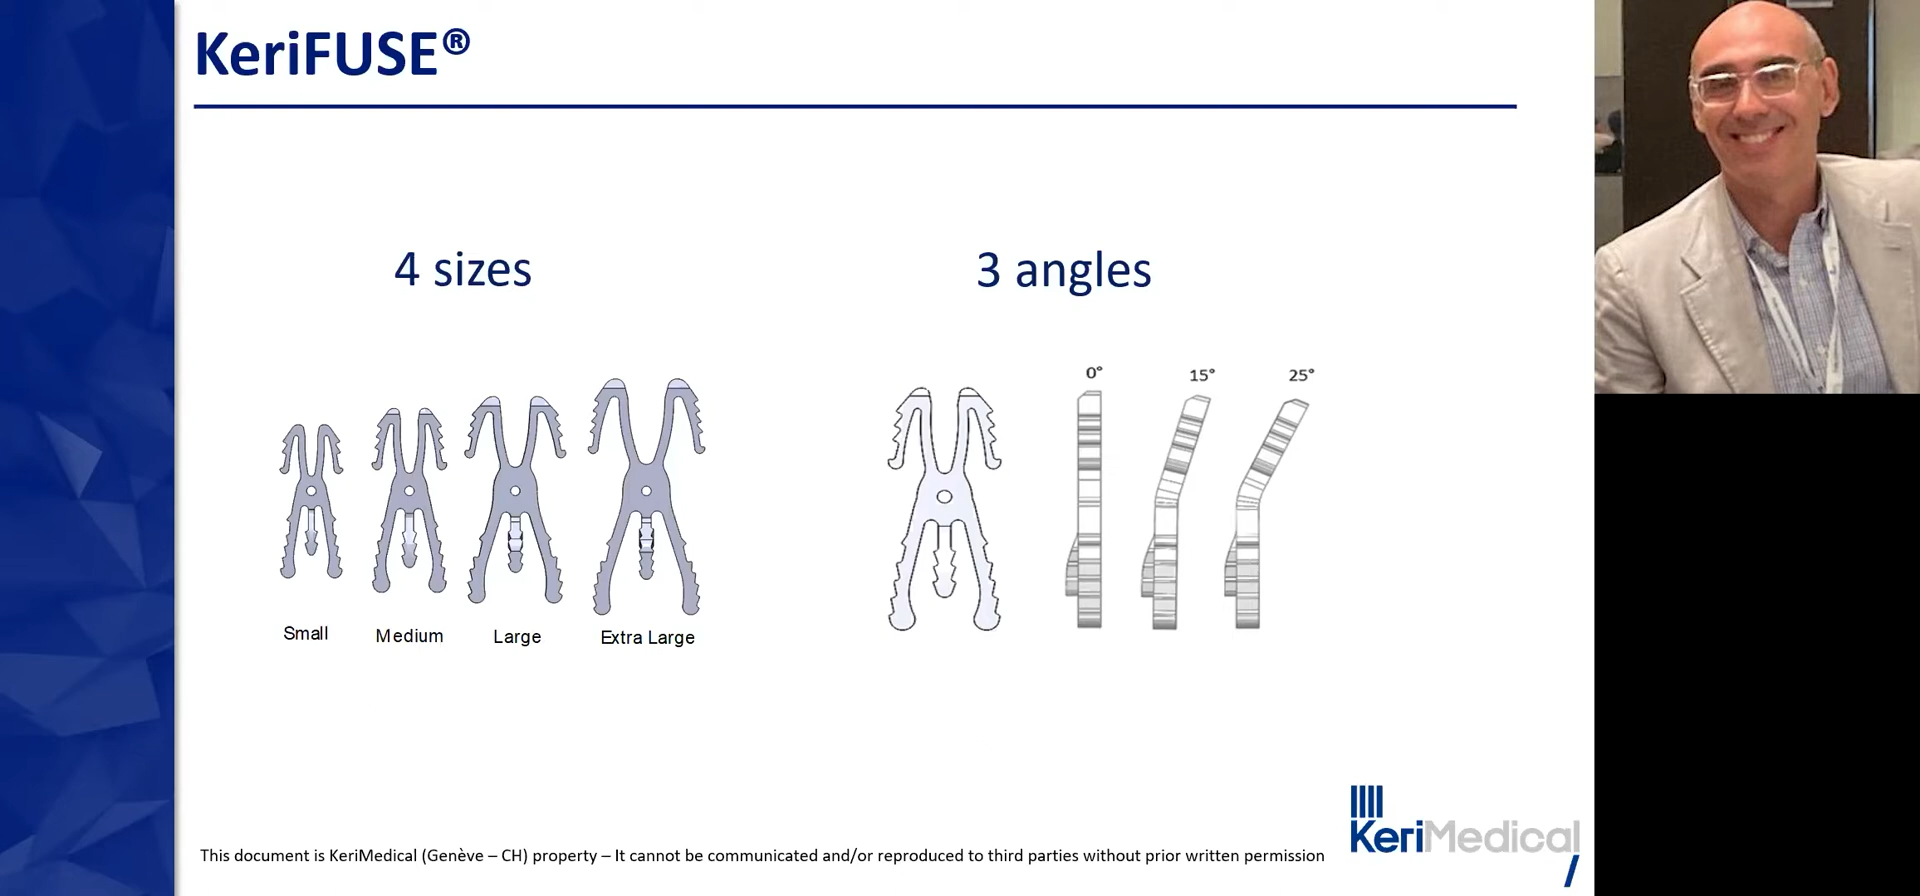 KeriFUSE®
4 sizes
3 angles
0°
15°
25°
Small
Medium
Large
Extra Large
KeriMedical
This document is KeriMedical (Genève – CH) property – It cannot be communicated and/or reproduced to third parties without prior written permission